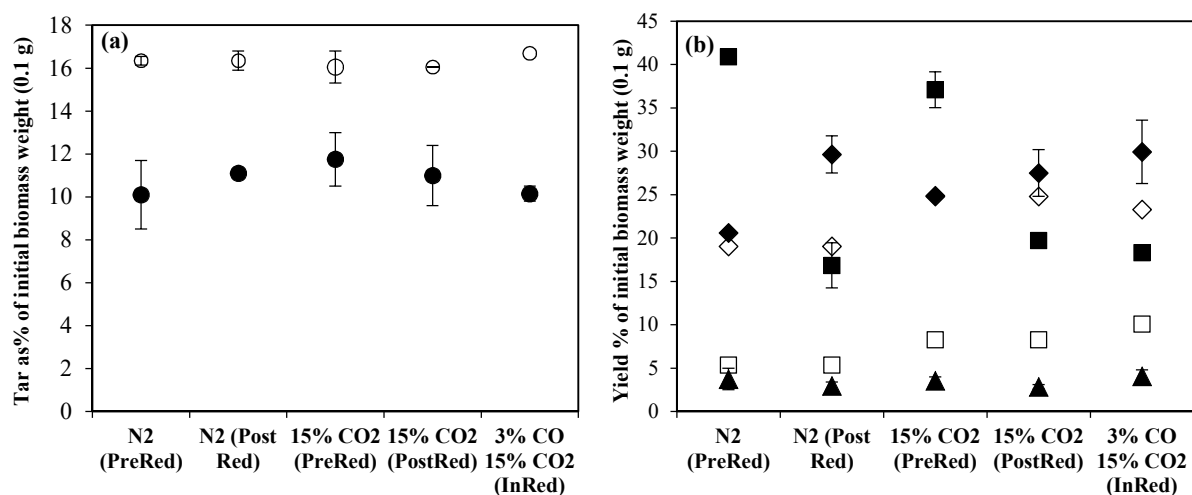 (a)
Tar as% of initial biomass weight (0.1 g)
18
16
14
12
10
8
6
4
2
0
N2 (PreRed)
N2 (Post Red)
15% CO2 (PreRed)
15% CO2 (PostRed)
3% CO 15% CO2 (InRed)
(b)
Yield % of initial biomass weight (0.1 g)
45
40
35
30
25
20
15
10
5
0
N2 (PreRed)
N2 (Post Red)
15% CO2 (PreRed)
15% CO2 (PostRed)
3% CO 15% CO2 (InRed)